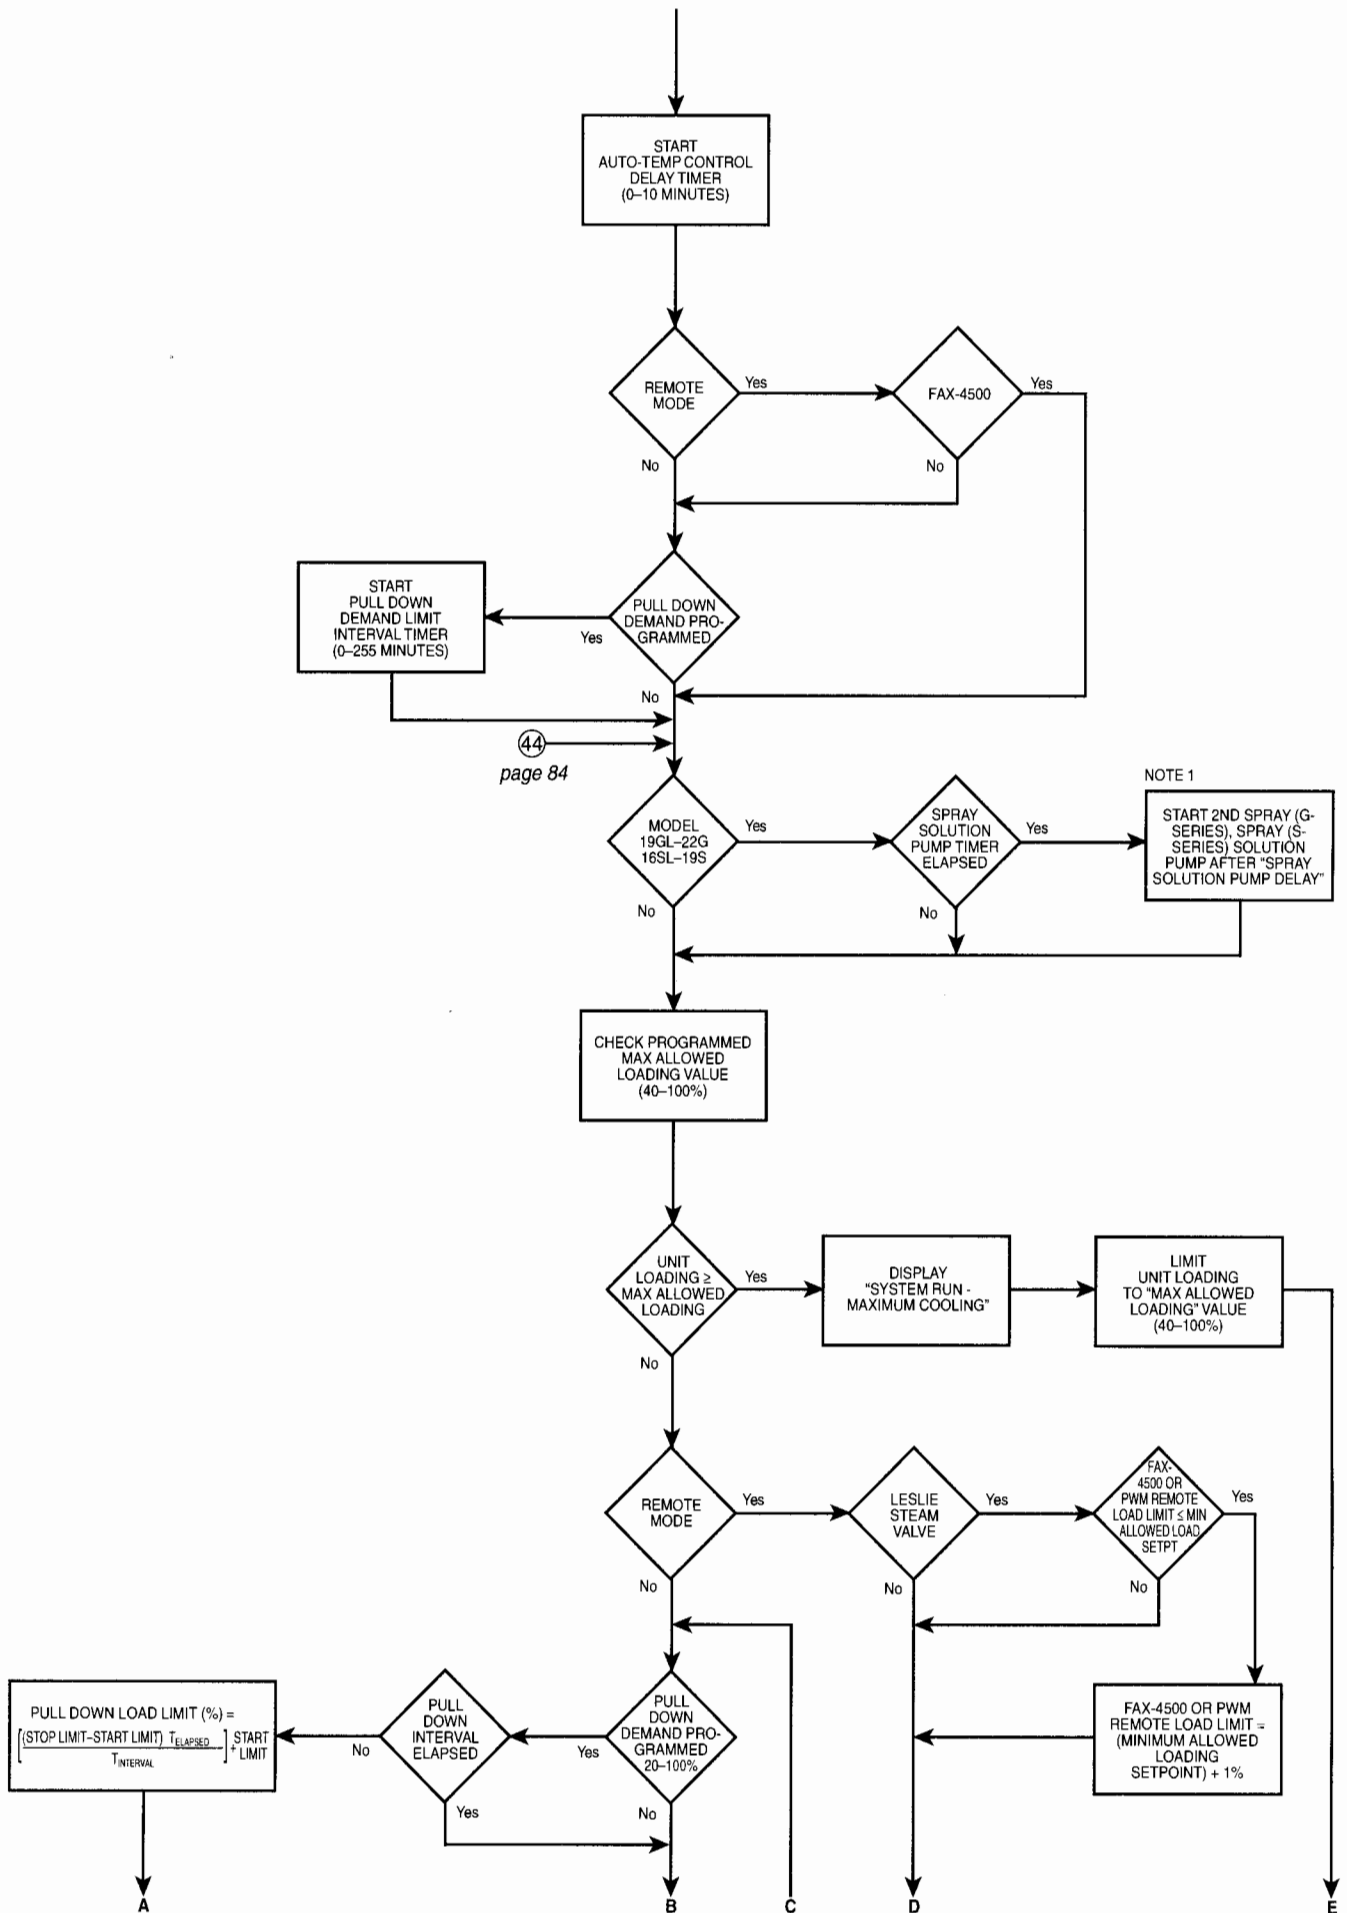 START
AUTO-TEMP CONTROL
DELAY TIMER
(0–10 MINUTES)
REMOTE
MODE
Yes
No
FAX-4500
Yes
No
PULL DOWN
DEMAND PRO-
GRAMMED
Yes
No
START
PULL DOWN
DEMAND LIMIT
INTERVAL TIMER
(0–255 MINUTES)
44
page 84
MODEL
19GL–22G
16SL–19S
Yes
No
SPRAY
SOLUTION
PUMP TIMER
ELAPSED
Yes
No
NOTE 1
START 2ND SPRAY (G-
SERIES), SPRAY (S-
SERIES) SOLUTION
PUMP AFTER "SPRAY
SOLUTION PUMP DELAY"
CHECK PROGRAMMED
MAX ALLOWED
LOADING VALUE
(40–100%)
UNIT
LOADING ≥
MAX ALLOWED
LOADING
Yes
No
DISPLAY
"SYSTEM RUN -
MAXIMUM COOLING"
LIMIT
UNIT LOADING
TO "MAX ALLOWED
LOADING" VALUE
(40–100%)
REMOTE
MODE
Yes
No
LESLIE
STEAM
VALVE
Yes
No
FAX-
4500 OR
PWM REMOTE
LOAD LIMIT ≤ MIN
ALLOWED LOAD
SETPT
Yes
No
FAX-4500 OR PWM
REMOTE LOAD LIMIT =
(MINIMUM ALLOWED
LOADING
SETPOINT) + 1%
PULL
DOWN
DEMAND PRO-
GRAMMED
20–100%
Yes
No
PULL
DOWN
INTERVAL
ELAPSED
No
Yes
PULL DOWN LOAD LIMIT (%) =
[(STOP LIMIT–START LIMIT) T ELAPSED / T INTERVAL] + START LIMIT
A
B
C
D
E